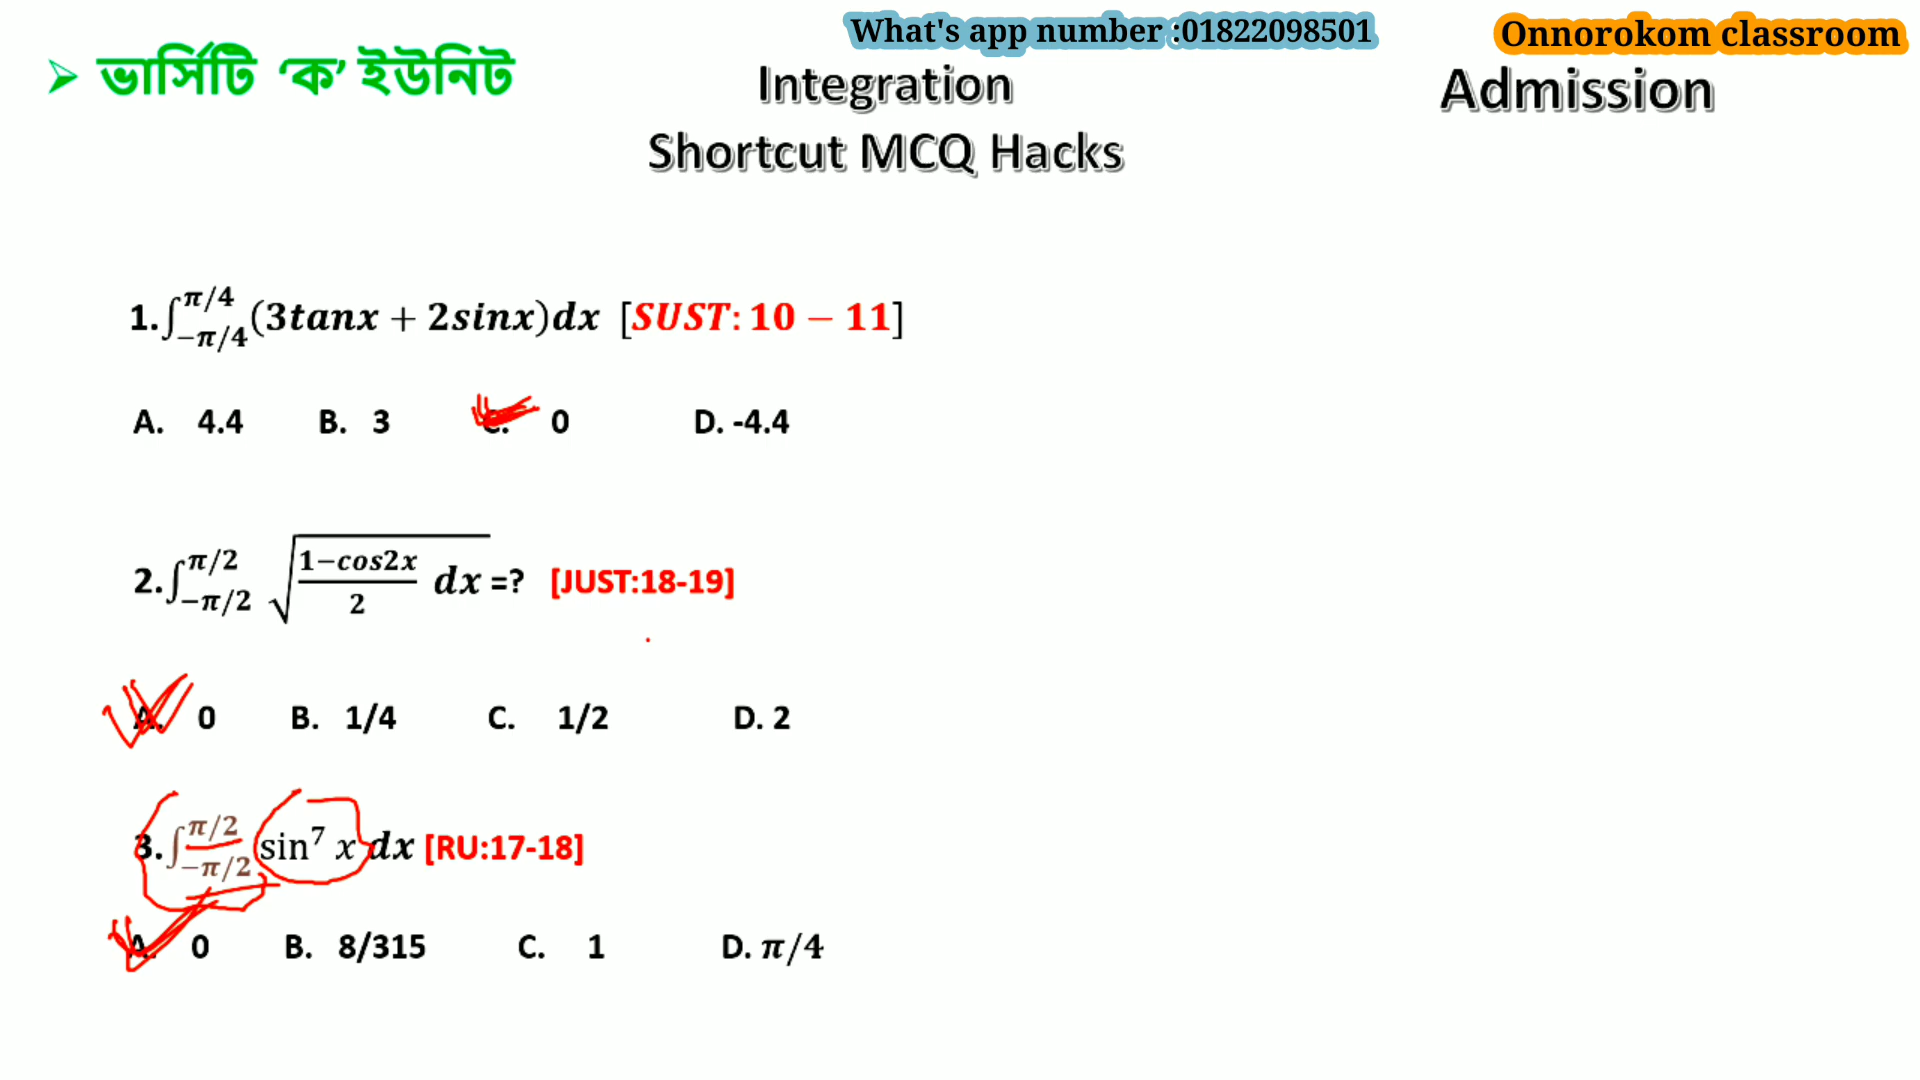 What's app number :01822098501
Onnorokom classroom
➢ ভার্সিটি ‘ক’ ইউনিট
Integration
Admission
Shortcut MCQ Hacks
1.∫_{−π/4}^{π/4}(3tanx + 2sinx)dx [SUST: 10 − 11]
A. 4.4 B. 3 C. 0 D. -4.4
2.∫_{−π/2}^{π/2} √(1−cos2x/2 dx) =? [JUST:18-19]
A. 0 B. 1/4 C. 1/2 D. 2
3.∫_{−π/2}^{π/2} sin⁷ x dx [RU:17-18]
A. 0 B. 8/315 C. 1 D. π/4